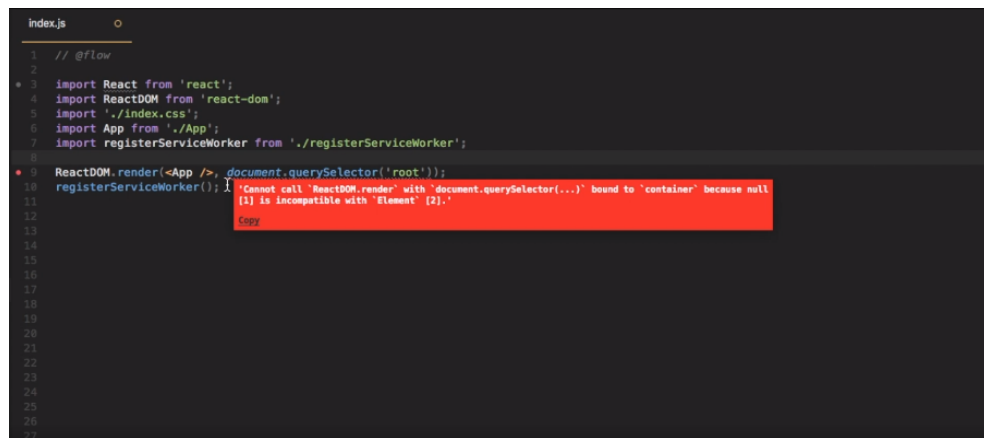 index.js
1 // @flow
2
3 import React from 'react';
4 import ReactDOM from 'react-dom';
5 import './index.css';
6 import App from './App';
7 import registerServiceWorker from './registerServiceWorker';
8
9 ReactDOM.render(<App />, document.querySelector('root'));
10 registerServiceWorker();
'Cannot call `ReactDOM.render` with `document.querySelector(...)` bound to `container` because null
11
[1] is incompatible with `Element` [2].'
12
Copy
13
14
15
16
17
18
19
20
21
22
23
24
25
26
27